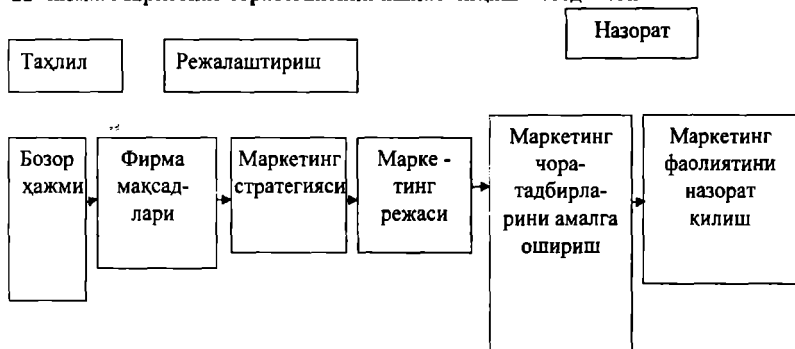 Назорат
Таҳлил
Режалаштириш
Бозор
ҳажми
Фирма
мақсад-
лари
Маркетинг
стратегияси
Марке -
тинг
режаси
Маркетинг
чора-
тадбирла-
рини амалга
ошириш
Маркетинг
фаолиятини
назорат
қилиш